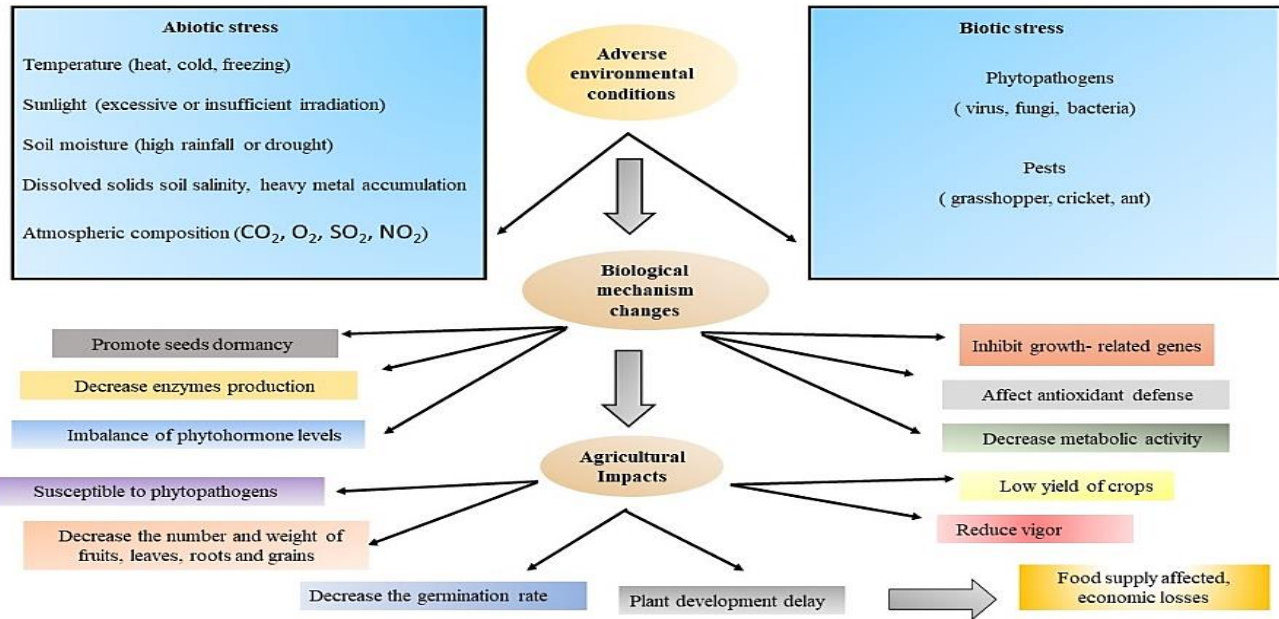 Abiotic stress
Temperature (heat, cold, freezing)
Sunlight (excessive or insufficient irradiation)
Soil moisture (high rainfall or drought)
Dissolved solids soil salinity, heavy metal accumulation
Atmospheric composition (CO₂, O₂, SO₂, NO₂)
Adverse
environmental
conditions
Biotic stress
Phytopathogens
( virus, fungi, bacteria)
Pests
( grasshopper, cricket, ant)
Biological
mechanism
changes
Promote seeds dormancy
Decrease enzymes production
Imbalance of phytohormone levels
Inhibit growth- related genes
Affect antioxidant defense
Decrease metabolic activity
Agricultural
Impacts
Susceptible to phytopathogens
Decrease the number and weight of
fruits, leaves, roots and grains
Low yield of crops
Reduce vigor
Decrease the germination rate
Plant development delay
Food supply affected,
economic losses